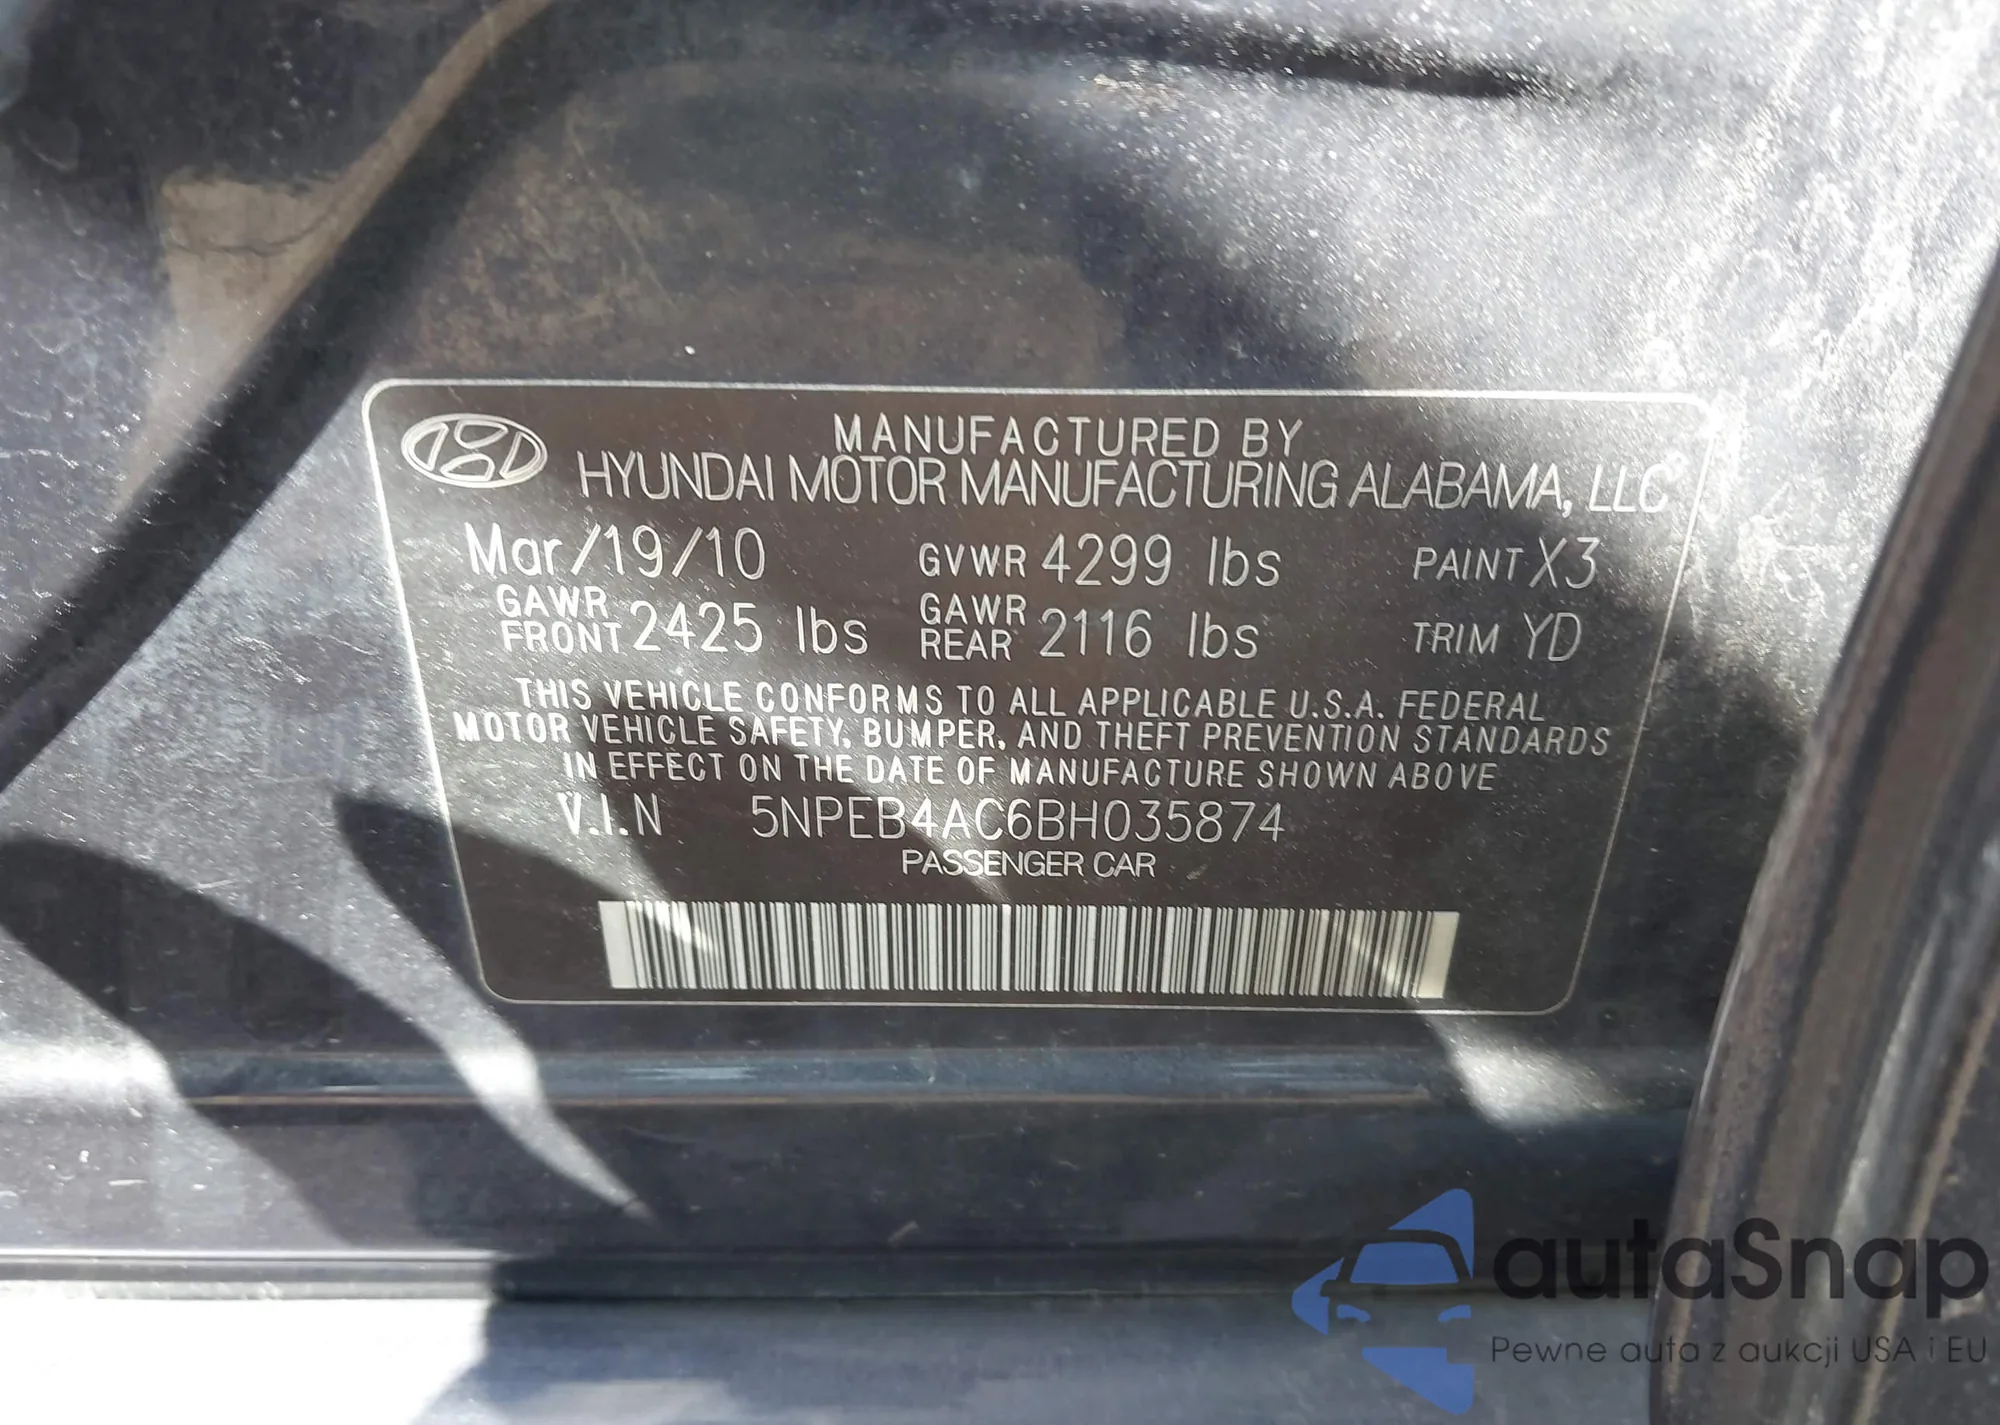 MANUFACTURED BY
HYUNDAI MOTOR MANUFACTURING ALABAMA, LLC
Mar/19/10 GVWR 4299 lbs PAINT X3
GAWR FRONT 2425 lbs GAWR REAR 2116 lbs TRIM YD
THIS VEHICLE CONFORMS TO ALL APPLICABLE U.S.A. FEDERAL
MOTOR VEHICLE SAFETY, BUMPER, AND THEFT PREVENTION STANDARDS
IN EFFECT ON THE DATE OF MANUFACTURE SHOWN ABOVE
V.I.N 5NPEB4AC6BH035874
PASSENGER CAR
autaSnap
Pewne auta z aukcji USA i EU